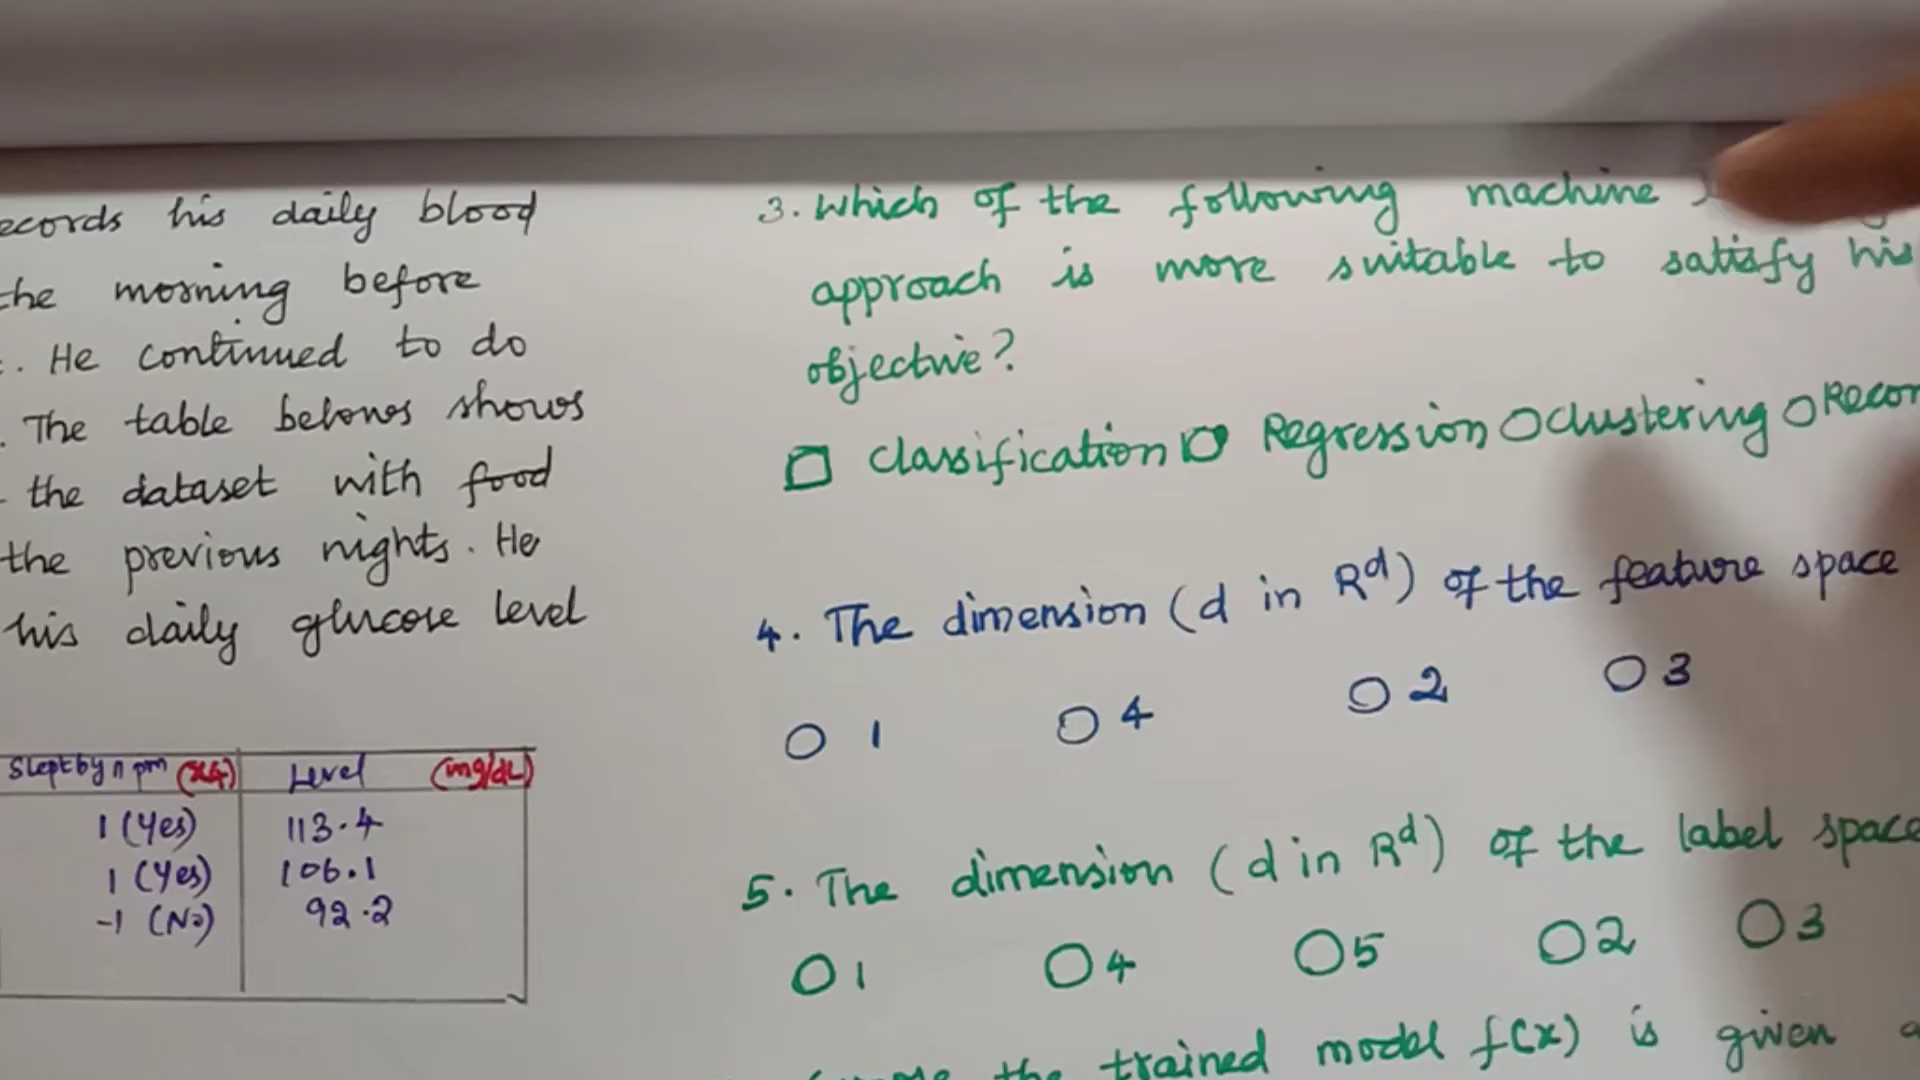 ecords his daily blood
the morning before
. He continued to do
. The table belows shows
the dataset with food
the previous nights. He
his daily glucose level
Slept by 11 pm (x4) Level (mg/dL)
1 (Yes) 113.4
1 (Yes) 106.1
-1 (No) 92.2
3. Which of the following machine
approach is more suitable to satisfy his
objective?
Classification Regression Clustering Recom
4. The dimension (d in R^d) of the feature space
1 4 2 3
5. The dimension (d in R^d) of the label space
1 4 5 2 3
the trained model f(x) is given